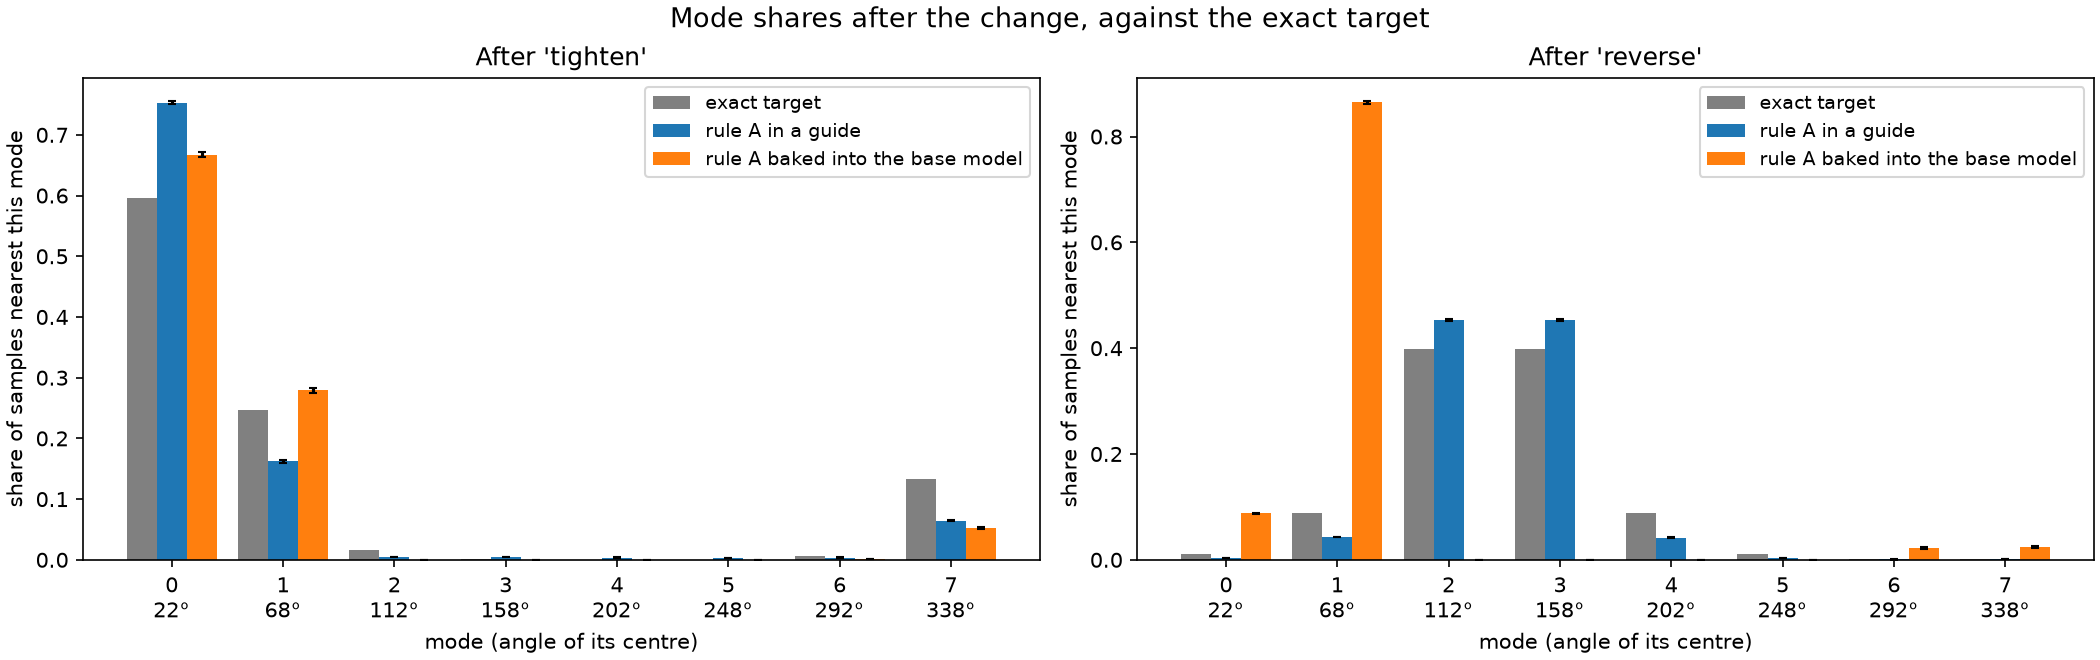 Mode shares after the change, against the exact target
After 'tighten'
share of samples nearest this mode
0.7
0.6
0.5
0.4
0.3
0.2
0.1
0.0
exact target
rule A in a guide
rule A baked into the base model
0 1 2 3 4 5 6 7
22° 68° 112° 158° 202° 248° 292° 338°
mode (angle of its centre)
After 'reverse'
share of samples nearest this mode
0.8
0.6
0.4
0.2
0.0
exact target
rule A in a guide
rule A baked into the base model
0 1 2 3 4 5 6 7
22° 68° 112° 158° 202° 248° 292° 338°
mode (angle of its centre)